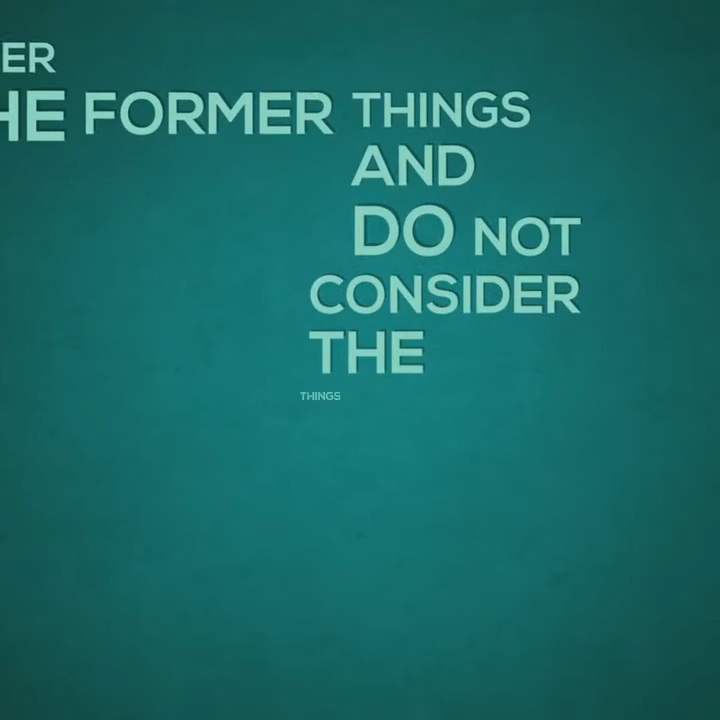 ER
HE FORMER THINGS
AND
DO NOT
CONSIDER
THE
THINGS